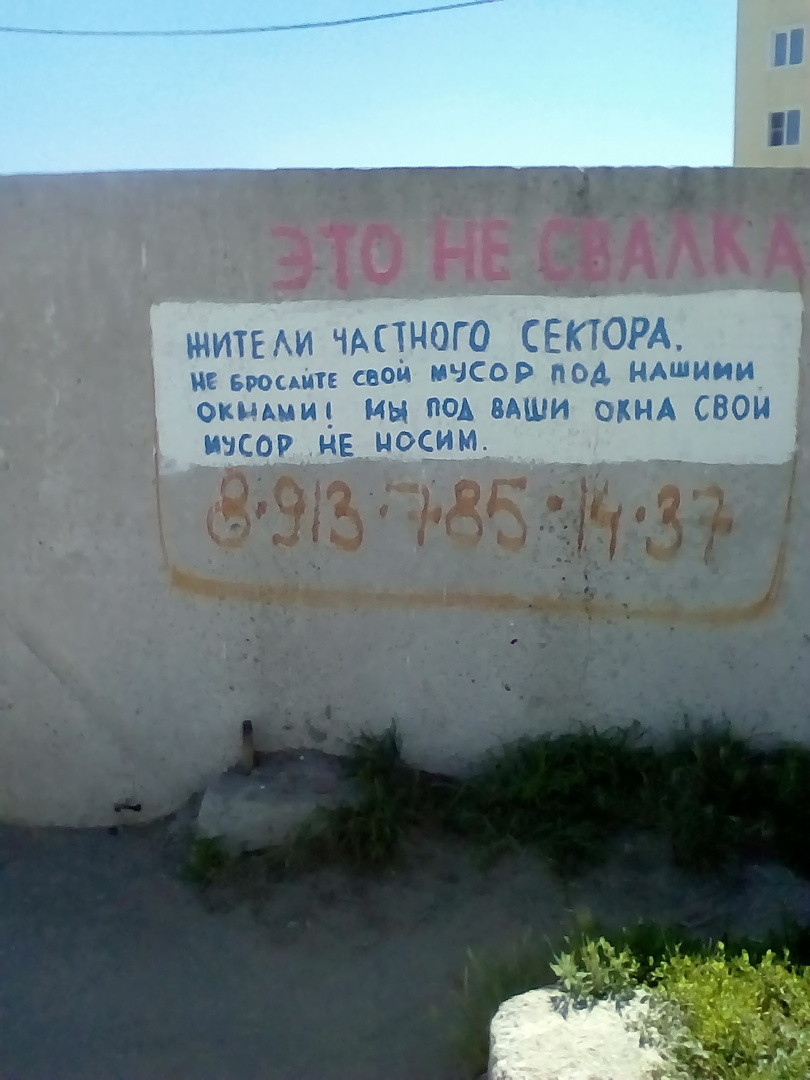 ЭТО НЕ СВАЛКА
ЖИТЕЛИ ЧАСТНОГО СЕКТОРА,
НЕ БРОСАЙТЕ СВОЙ МУСОР ПОД НАШИМИ
ОКНАМИ! МЫ ПОД ВАШИ ОКНА СВОЙ
МУСОР НЕ НОСИМ.
8·913·785·14·37